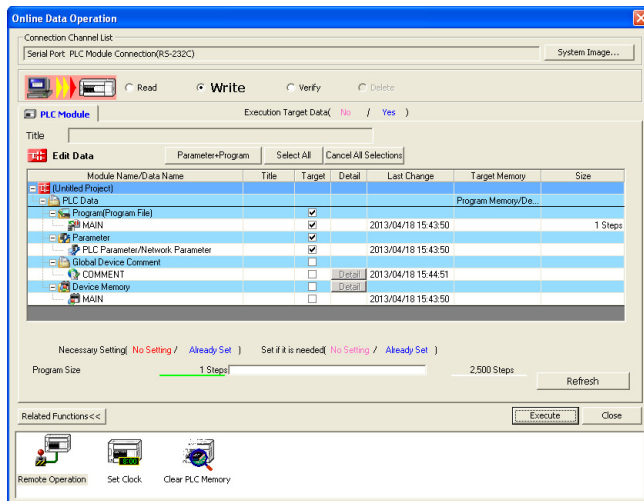 Online Data Operation
Connection Channel List
Serial Port PLC Module Connection(RS-232C)
System Image...
Read
Write
Verify
Delete
PLC Module
Execution Target Data( No / Yes )
Title
Edit Data
Parameter+Program
Select All
Cancel All Selections
Module Name/Data Name Title Target Detail Last Change Target Memory Size
(Untitled Project)
PLC Data Program Memory/De...
Program(Program File)
MAIN 2013/04/18 15:43:50 1 Steps
Parameter
PLC Parameter/Network Parameter 2013/04/18 15:43:50
Global Device Comment
COMMENT Detail 2013/04/18 15:44:51
Device Memory Detail
MAIN 2013/04/18 15:43:50
Necessary Setting( No Setting / Already Set ) Set if it is needed( No Setting / Already Set )
Program Size 1 Steps 2,500 Steps
Refresh
Related Functions<<
Execute
Close
Remote Operation
Set Clock
Clear PLC Memory